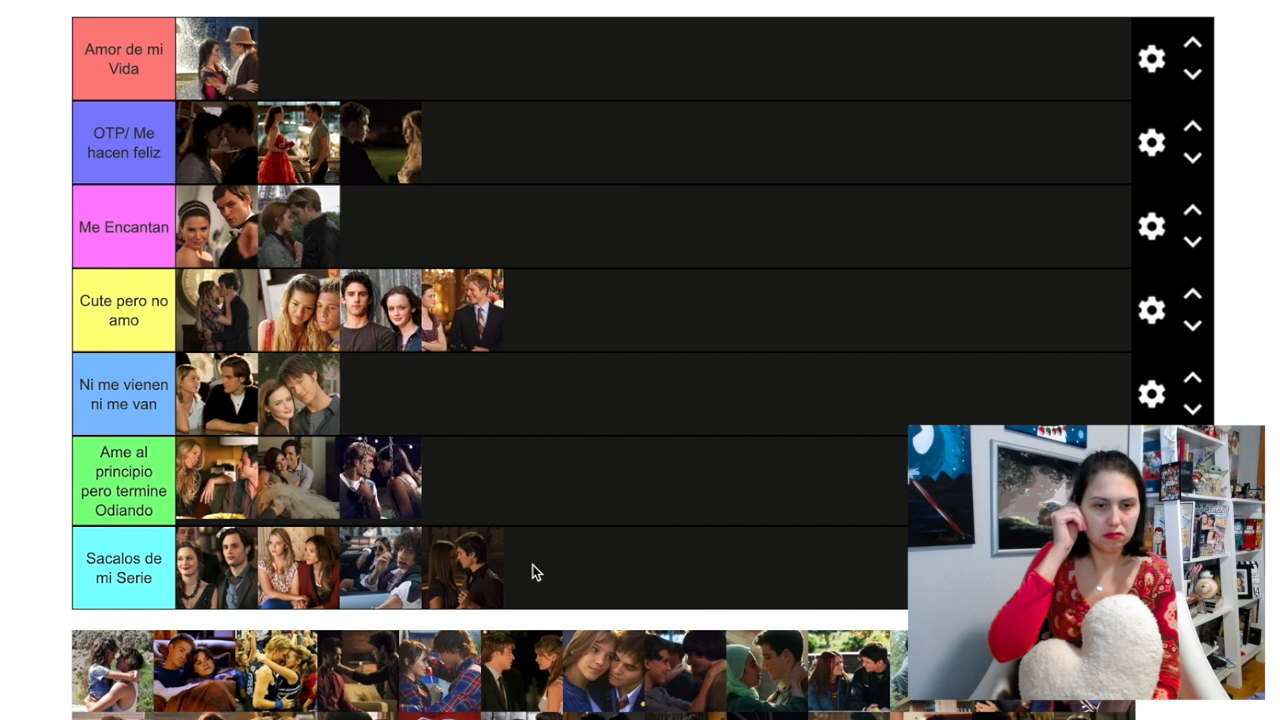 Amor de mi
Vida
OTP/ Me
hacen feliz
Me Encantan
Cute pero no
amo
Ni me vienen
ni me van
Ame al
principio
pero termine
Odiando
Sacalos de
mi Serie